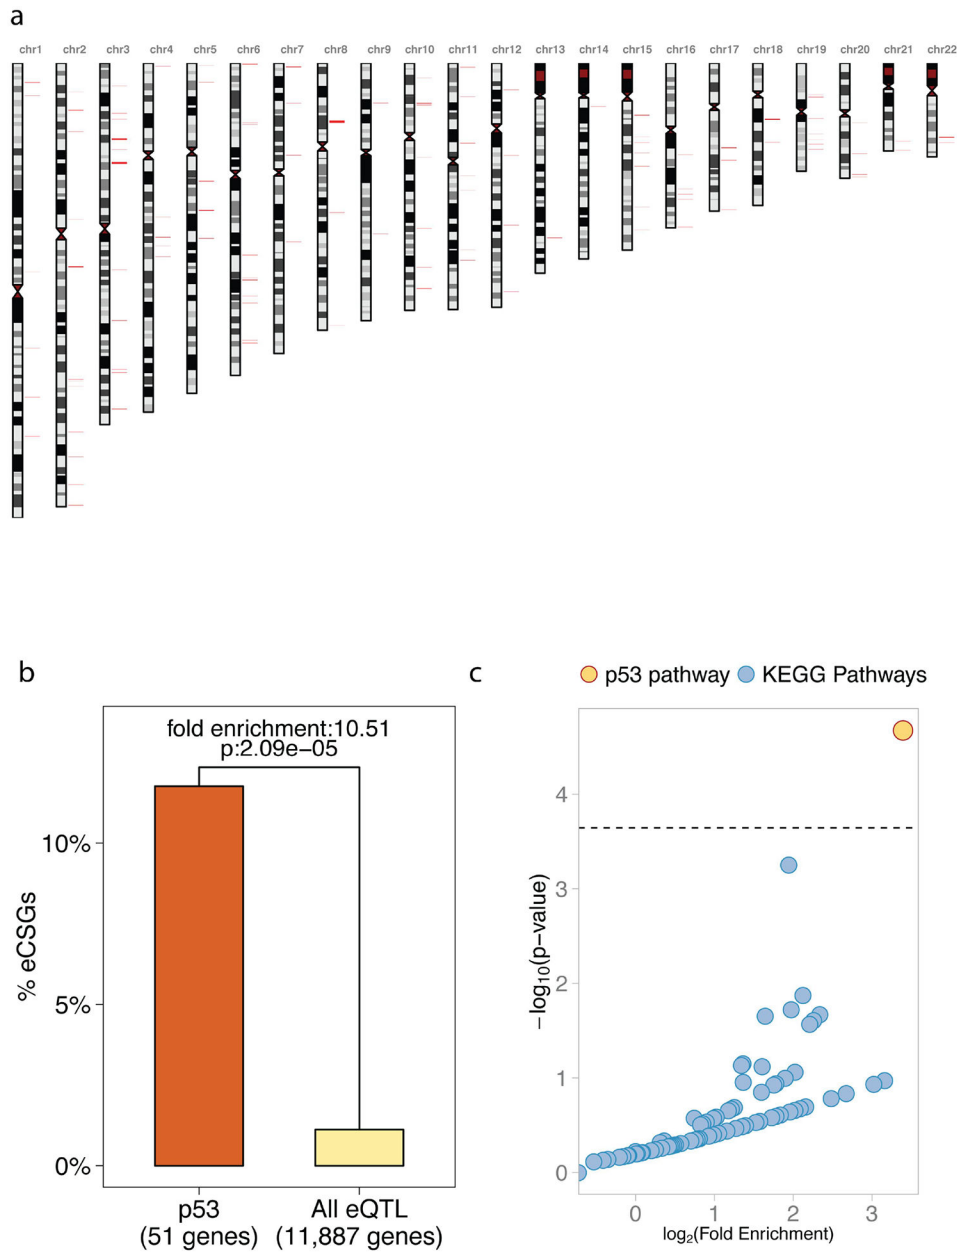 a
chr1 chr2 chr3 chr4 chr5 chr6 chr7 chr8 chr9 chr10 chr11 chr12 chr13 chr14 chr15 chr16 chr17 chr18 chr19 chr20 chr21 chr22
b
fold enrichment:10.51
p:2.09e−05
% eCSGs
10%
5%
0%
p53
(51 genes)
All eQTL
(11,887 genes)
c
p53 pathway
KEGG Pathways
−log10(p−value)
4
3
2
1
0
0 1 2 3
log2(Fold Enrichment)